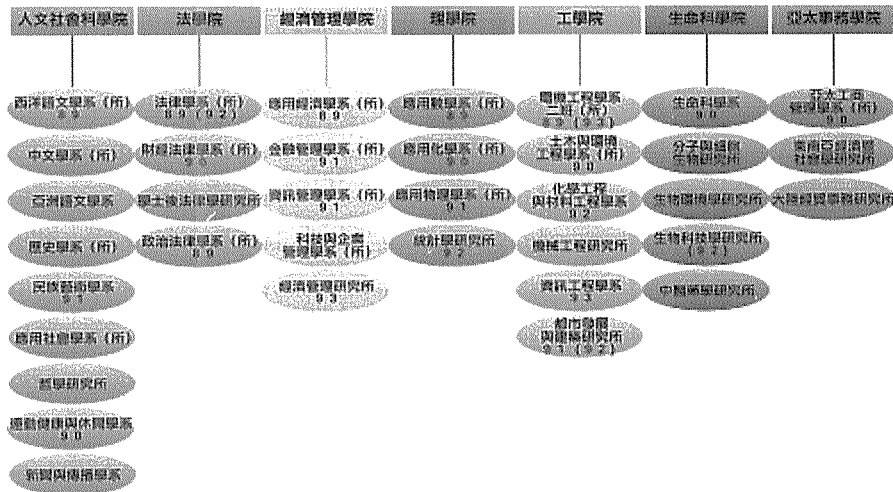 人文社會科學院
法學院
經濟管理學院
理學院
工學院
生命科學院
亞太事務學院
西洋語文學系（所）
89
中文學系（所）
亞洲語文學系
歷史學系（所）
民族藝術學系
91
應用社會學系（所）
哲學研究所
運動健康與休閒學系
90
新聞與傳播學系
法律學系（所）
89 (92)
財經法律學系（所）
學士後法律學研究所
政治法律學系（所）
89
應用經濟學系（所）
89
金融管理學系（所）
91
資訊管理學系（所）
91
科技與企業
管理學系（所）
經濟管理研究所
93
應用數學系（所）
應用化學系（所）
應用物理學系（所）
91
統計學研究所
92
工程學系
土木與環境
工程學系（所）
90
化學工程
與材料工程學系
92
機械工程研究所
資訊工程學系
93
都市發展
與建築研究所
91 (92)
生命科學系
90
分子與細胞
生物研究所
生物環境學研究所
生物科技學研究所
(92)
中醫藥學研究所
亞太工商
管理學系（所）
90
東南亞經濟暨
社會學研究所
大陸經貿事務研究所